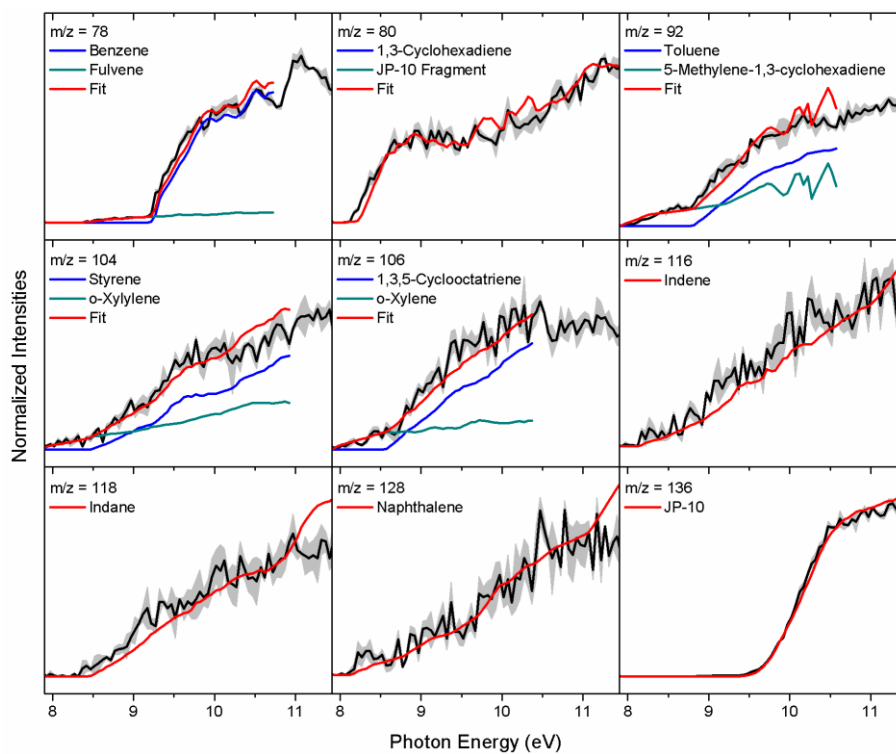 m/z = 78
Benzene
Fulvene
Fit
m/z = 80
1,3-Cyclohexadiene
JP-10 Fragment
Fit
m/z = 92
Toluene
5-Methylene-1,3-cyclohexadiene
Fit
m/z = 104
Styrene
o-Xylylene
Fit
m/z = 106
1,3,5-Cyclooctatriene
o-Xylene
Fit
m/z = 116
Indene
m/z = 118
Indane
m/z = 128
Naphthalene
m/z = 136
JP-10
Normalized Intensities
8 9 10 11 8 9 10 11 8 9 10 11
Photon Energy (eV)